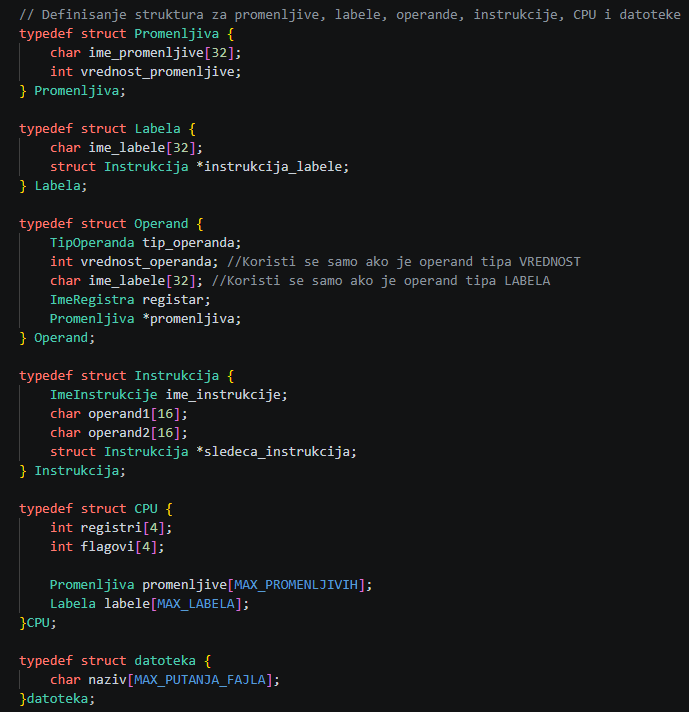 // Definisanje struktura za promenljive, labele, operande, instrukcije, CPU i datoteke
typedef struct Promenljiva {
    char ime_promenljive[32];
    int vrednost_promenljive;
} Promenljiva;

typedef struct Labela {
    char ime_labele[32];
    struct Instrukcija *instrukcija_labele;
} Labela;

typedef struct Operand {
    TipOperanda tip_operanda;
    int vrednost_operanda; //Koristi se samo ako je operand tipa VREDNOST
    char ime_labele[32]; //Koristi se samo ako je operand tipa LABELA
    ImeRegistra registar;
    Promenljiva *promenljiva;
} Operand;

typedef struct Instrukcija {
    ImeInstrukcije ime_instrukcije;
    char operand1[16];
    char operand2[16];
    struct Instrukcija *sledeca_instrukcija;
} Instrukcija;

typedef struct CPU {
    int registri[4];
    int flagovi[4];

    Promenljiva promenljive[MAX_PROMENLJIVIH];
    Labela labele[MAX_LABELA];
}CPU;

typedef struct datoteka {
    char naziv[MAX_PUTANJA_FAJLA];
}datoteka;